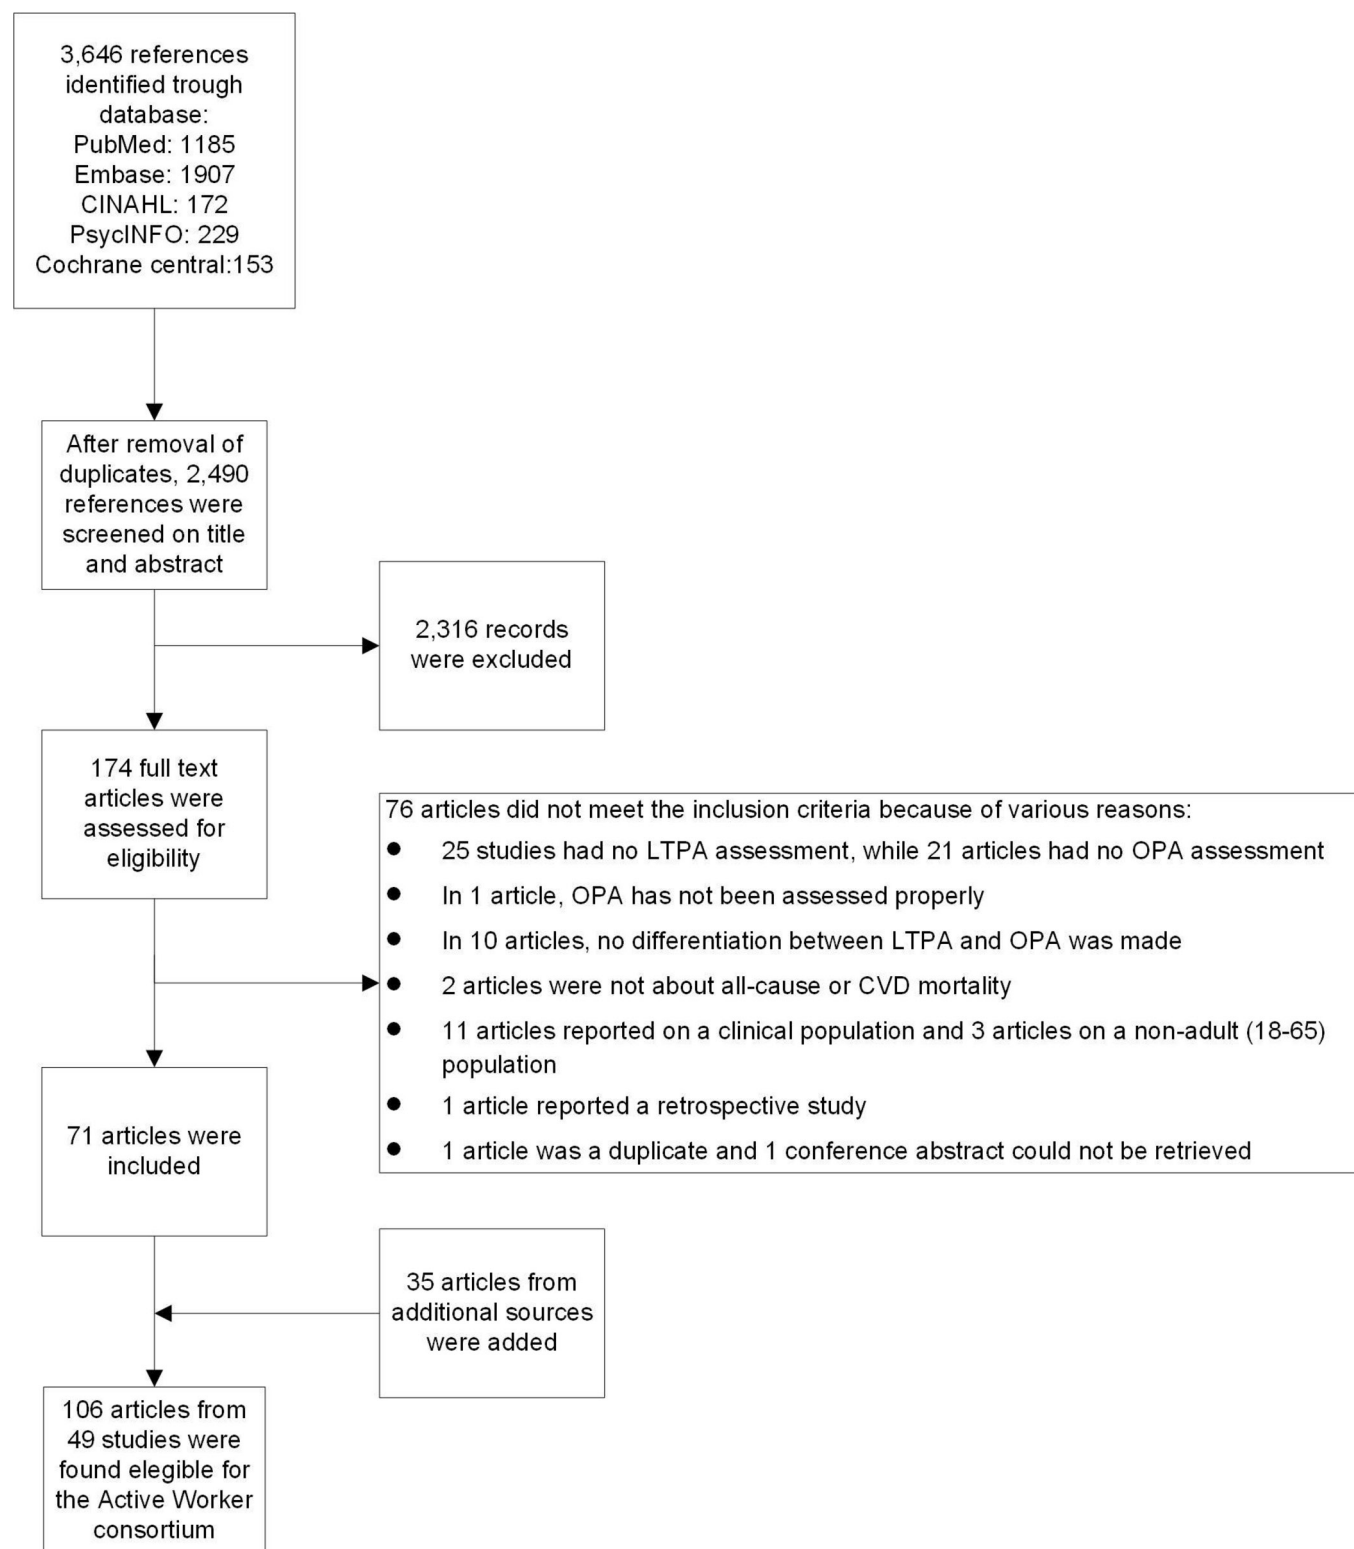 3,646 references
identified trough
database:
PubMed: 1185
Embase: 1907
CINAHL: 172
PsycINFO: 229
Cochrane central:153
After removal of
duplicates, 2,490
references were
screened on title
and abstract
2,316 records
were excluded
174 full text
articles were
assessed for
eligibility
76 articles did not meet the inclusion criteria because of various reasons:
● 25 studies had no LTPA assessment, while 21 articles had no OPA assessment
● In 1 article, OPA has not been assessed properly
● In 10 articles, no differentiation between LTPA and OPA was made
● 2 articles were not about all-cause or CVD mortality
● 11 articles reported on a clinical population and 3 articles on a non-adult (18-65)
population
● 1 article reported a retrospective study
● 1 article was a duplicate and 1 conference abstract could not be retrieved
71 articles were
included
35 articles from
additional sources
were added
106 articles from
49 studies were
found elegible for
the Active Worker
consortium